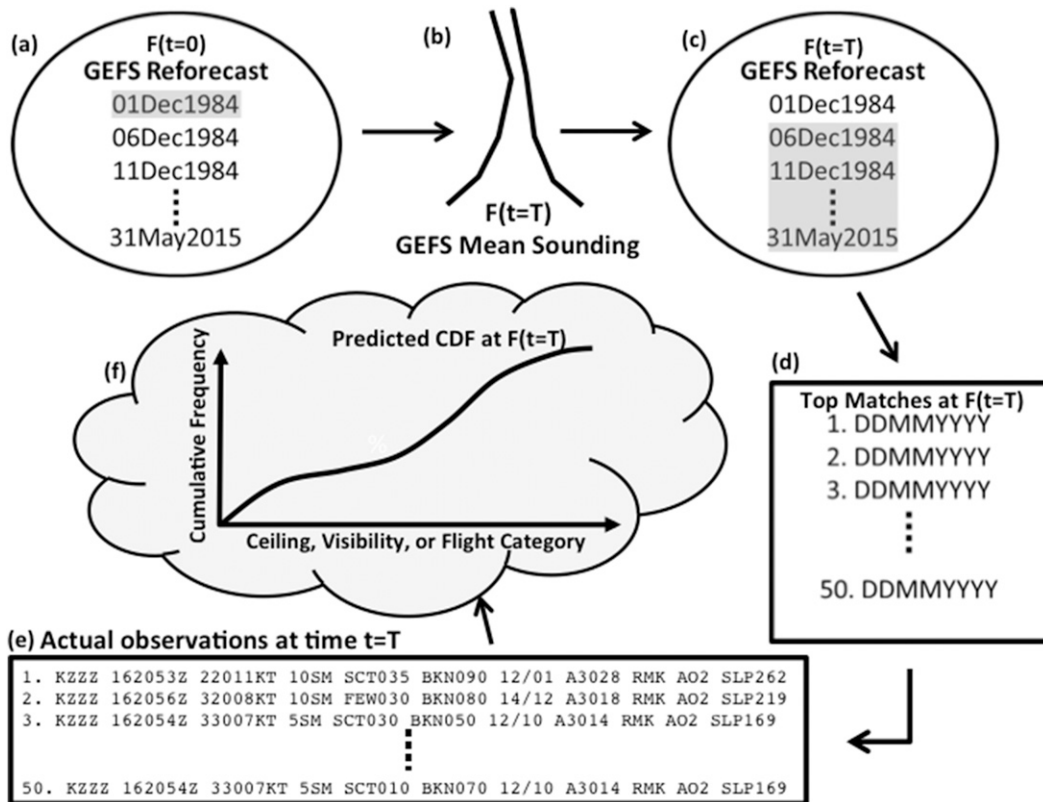 (a)
F(t=0)
GEFS Reforecast
01Dec1984
06Dec1984
11Dec1984
31May2015
(b)
F(t=T)
GEFS Mean Sounding
(c)
F(t=T)
GEFS Reforecast
01Dec1984
06Dec1984
11Dec1984
31May2015
(d)
Top Matches at F(t=T)
1. DDMMYYYY
2. DDMMYYYY
3. DDMMYYYY
50. DDMMYYYY
(e) Actual observations at time t=T
1. KZZZ 162053Z 22011KT 10SM SCT035 BKN090 12/01 A3028 RMK AO2 SLP262
2. KZZZ 162056Z 32008KT 10SM FEW030 BKN080 14/12 A3018 RMK AO2 SLP219
3. KZZZ 162054Z 33007KT 5SM SCT030 BKN050 12/10 A3014 RMK AO2 SLP169
50. KZZZ 162054Z 33007KT 5SM SCT010 BKN070 12/10 A3014 RMK AO2 SLP169
(f)
Predicted CDF at F(t=T)
Cumulative Frequency
%
Ceiling, Visibility, or Flight Category